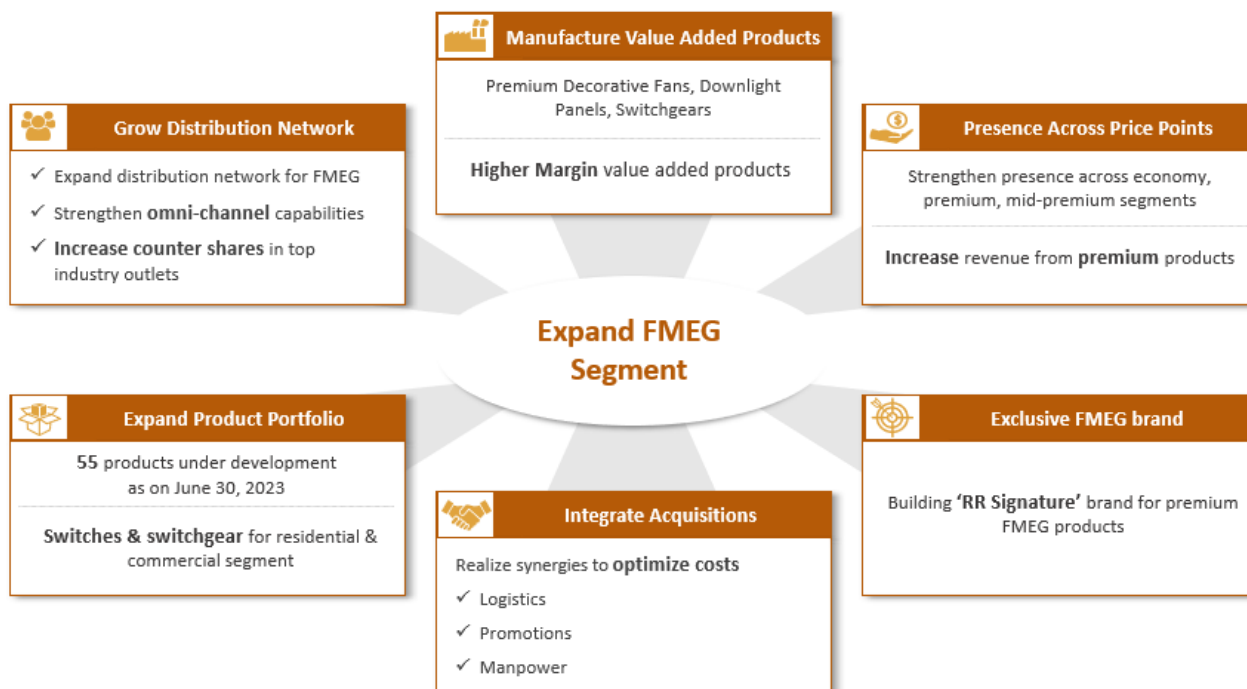 Manufacture Value Added Products
Premium Decorative Fans, Downlight
Panels, Switchgears
Higher Margin value added products
Grow Distribution Network
✓ Expand distribution network for FMEG
✓ Strengthen omni-channel capabilities
✓ Increase counter shares in top
industry outlets
Presence Across Price Points
Strengthen presence across economy,
premium, mid-premium segments
Increase revenue from premium products
Expand FMEG
Segment
Expand Product Portfolio
55 products under development
as on June 30, 2023
Switches & switchgear for residential &
commercial segment
Integrate Acquisitions
Realize synergies to optimize costs
✓ Logistics
✓ Promotions
✓ Manpower
Exclusive FMEG brand
Building ‘RR Signature’ brand for premium
FMEG products